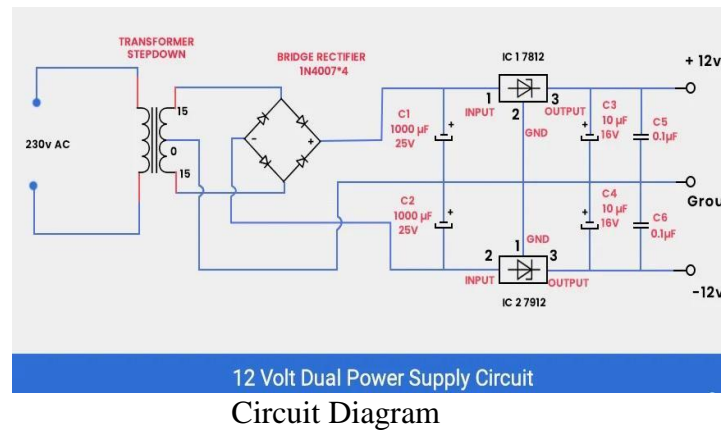 TRANSFORMER
STEPDOWN
BRIDGE RECTIFIER
1N4007*4
IC 1 7812
+ 12v
15
0
15
230v AC
-
+
C1
1000 µF
25V
+
1
INPUT
2
GND
3
OUTPUT
+
C3
10 µF
16V
C5
0.1µF
Grou
C2
1000 µF
25V
+
2
INPUT
1
GND
3
OUTPUT
+
C4
10 µF
16V
C6
0.1µF
-12v
IC 2 7912
12 Volt Dual Power Supply Circuit
Circuit Diagram